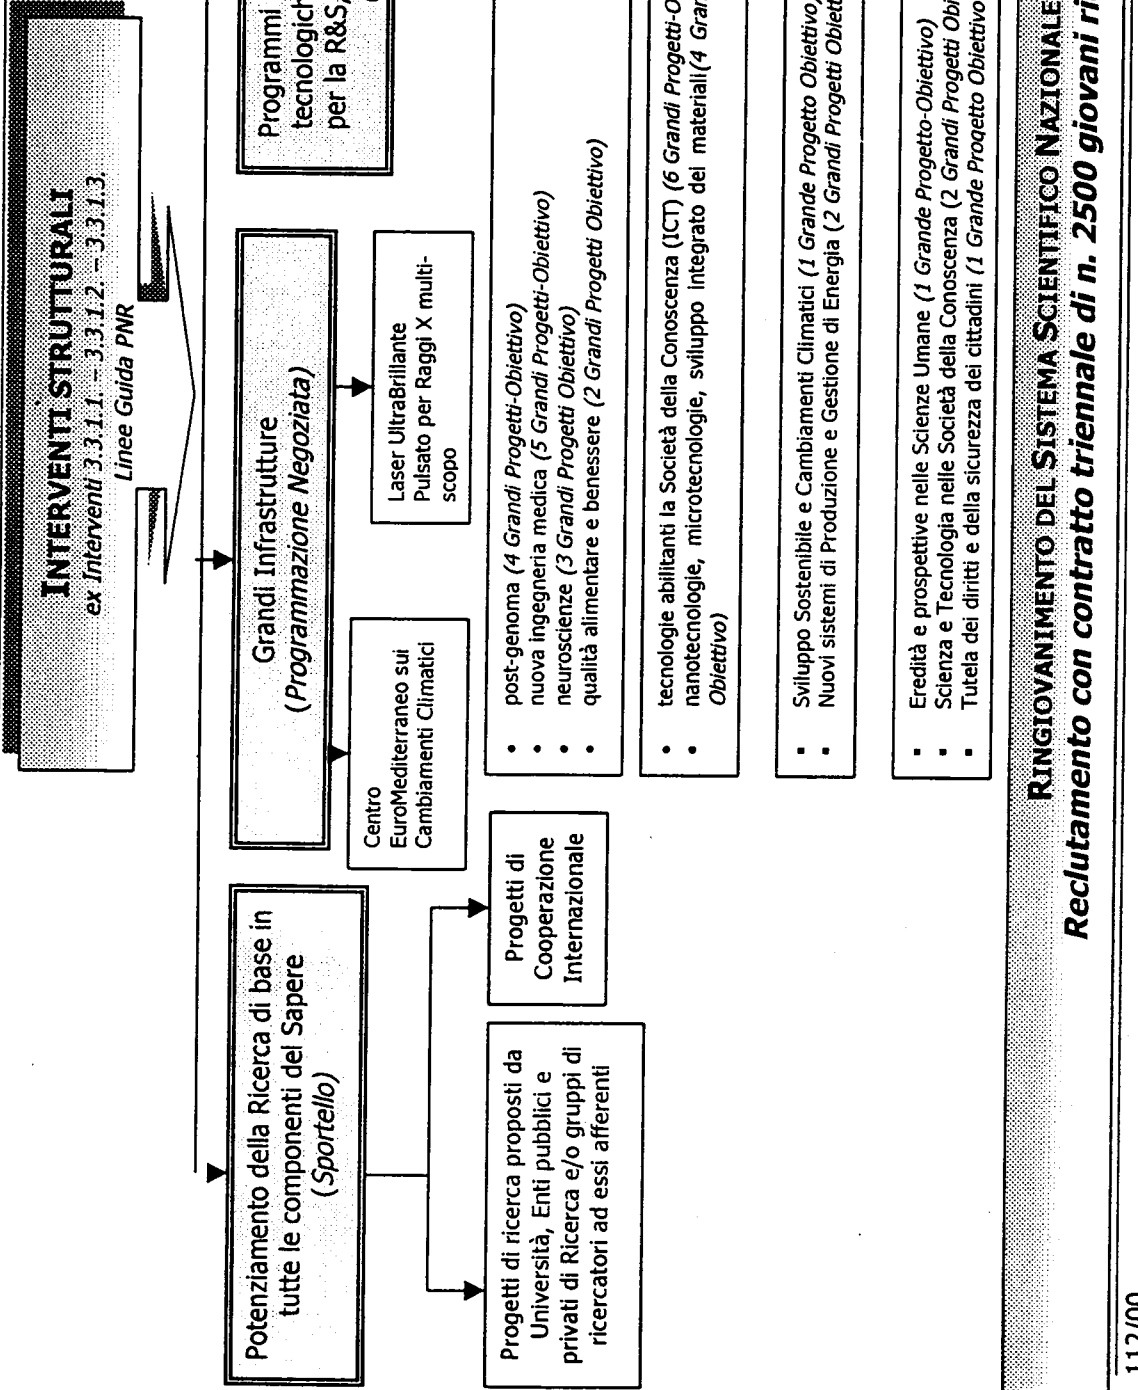 INTERVENTI STRUTTURALI
ex Interventi 3.3.1.1. – 3.3.1.2. – 3.3.1.3.
Linee Guida PNR
Potenziamento della Ricerca di base in
tutte le componenti del Sapere
(Sportello)
Grandi Infrastrutture
(Programmazione Negoziata)
Programmi
tecnologich
per la R&S,
Centro
EuroMediterraneo sui
Cambiamenti Climatici
Laser UltraBrillante
Pulsato per Raggi X multi-
scopo
Progetti di ricerca proposti da
Università, Enti pubblici e
privati di Ricerca e/o gruppi di
ricercatori ad essi afferenti
Progetti di
Cooperazione
Internazionale
• post-genoma (4 Grandi Progetti-Obiettivo)
• nuova ingegneria medica (5 Grandi Progetti-Obiettivo)
• neuroscienze (3 Grandi Progetti Obiettivo)
• qualità alimentare e benessere (2 Grandi Progetti Obiettivo)
• tecnologie abilitanti la Società della Conoscenza (ICT) (6 Grandi Progetti-O
• nanotecnologie, microtecnologie, sviluppo Integrato dei materiali(4 Gran
Obiettivo)
▪ Sviluppo Sostenibile e Cambiamenti Climatici (1 Grande Progetto Obiettivo)
▪ Nuovi sistemi di Produzione e Gestione di Energia (2 Grandi Progetti Obiett
▪ Eredità e prospettive nelle Scienze Umane (1 Grande Progetto-Obiettivo)
▪ Scienza e Tecnologia nelle Società della Conoscenza (2 Grandi Progetti Obi
▪ Tutela dei diritti e della sicurezza dei cittadini (1 Grande Progetto Obiettivo
RINGIOVANIMENTO DEL SISTEMA SCIENTIFICO NAZIONALE
Reclutamento con contratto triennale di n. 2500 giovani ri
112/00